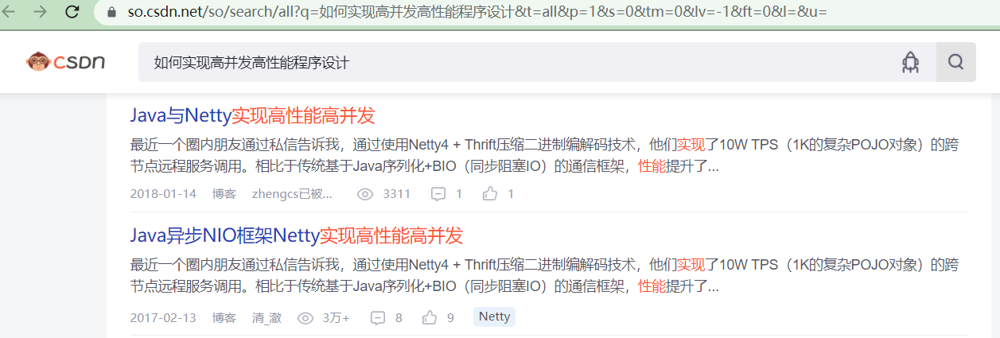 so.csdn.net/so/search/all?q=如何实现高并发高性能程序设计&t=all&p=1&s=0&tm=0&lv=-1&ft=0&l=&u=
CSDN 如何实现高并发高性能程序设计
Java与Netty实现高性能高并发
最近一个圈内朋友通过私信告诉我，通过使用Netty4 + Thrift压缩二进制编解码技术，他们实现了10W TPS（1K的复杂POJO对象）的跨
节点远程服务调用。相比于传统基于Java序列化+BIO（同步阻塞IO）的通信框架，性能提升了...
2018-01-14 博客 zhengcs已被... 3311 1 1
Java异步NIO框架Netty实现高性能高并发
最近一个圈内朋友通过私信告诉我，通过使用Netty4 + Thrift压缩二进制编解码技术，他们实现了10W TPS（1K的复杂POJO对象）的跨
节点远程服务调用。相比于传统基于Java序列化+BIO（同步阻塞IO）的通信框架，性能提升了...
2017-02-13 博客 清_澈 3万+ 8 9 Netty